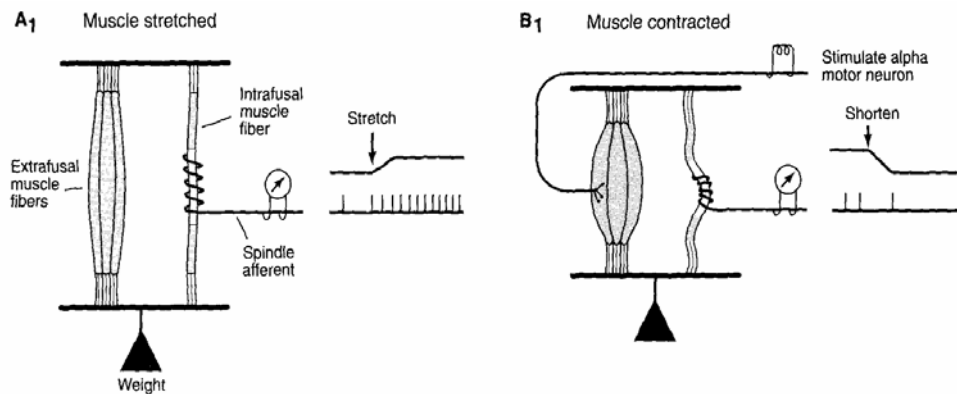 A1 Muscle stretched
Intrafusal
muscle
fiber
Stretch
Extrafusal
muscle
fibers
Spindle
afferent
Weight
B1 Muscle contracted
Stimulate alpha
motor neuron
Shorten